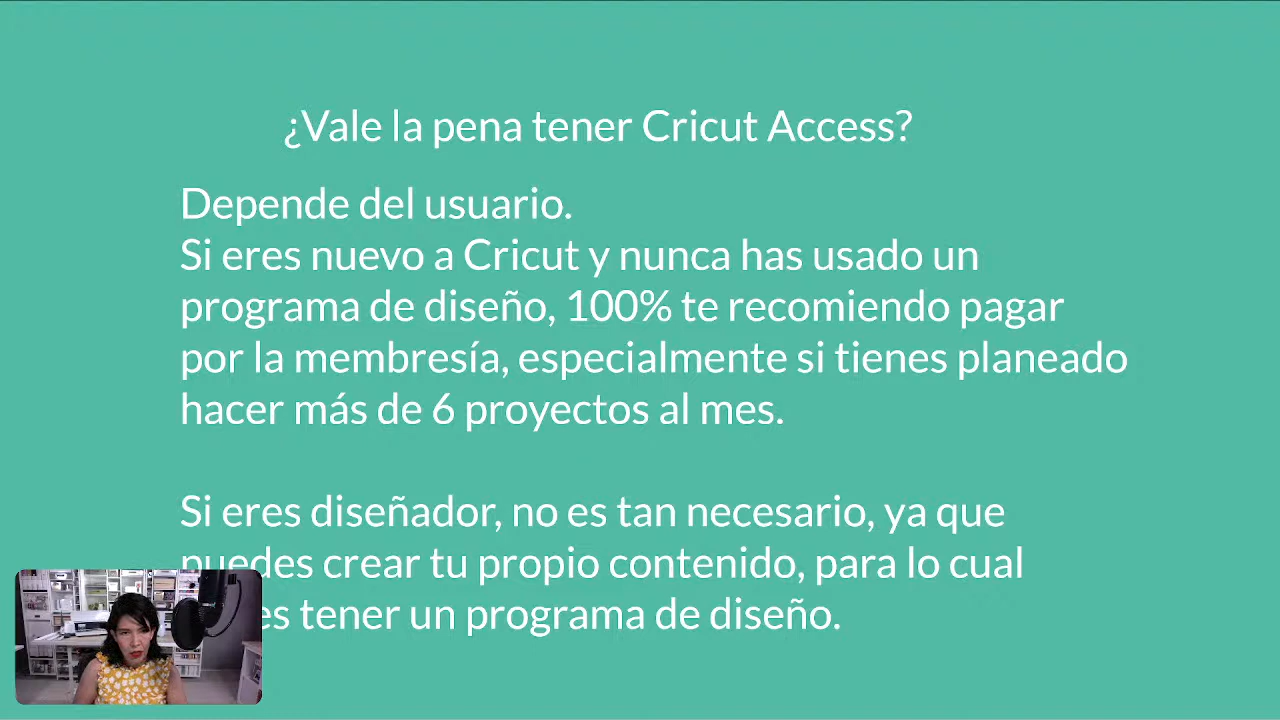 ¿Vale la pena tener Cricut Access?
Depende del usuario.
Si eres nuevo a Cricut y nunca has usado un
programa de diseño, 100% te recomiendo pagar
por la membresía, especialmente si tienes planeado
hacer más de 6 proyectos al mes.
Si eres diseñador, no es tan necesario, ya que
puedes crear tu propio contenido, para lo cual
tener un programa de diseño.